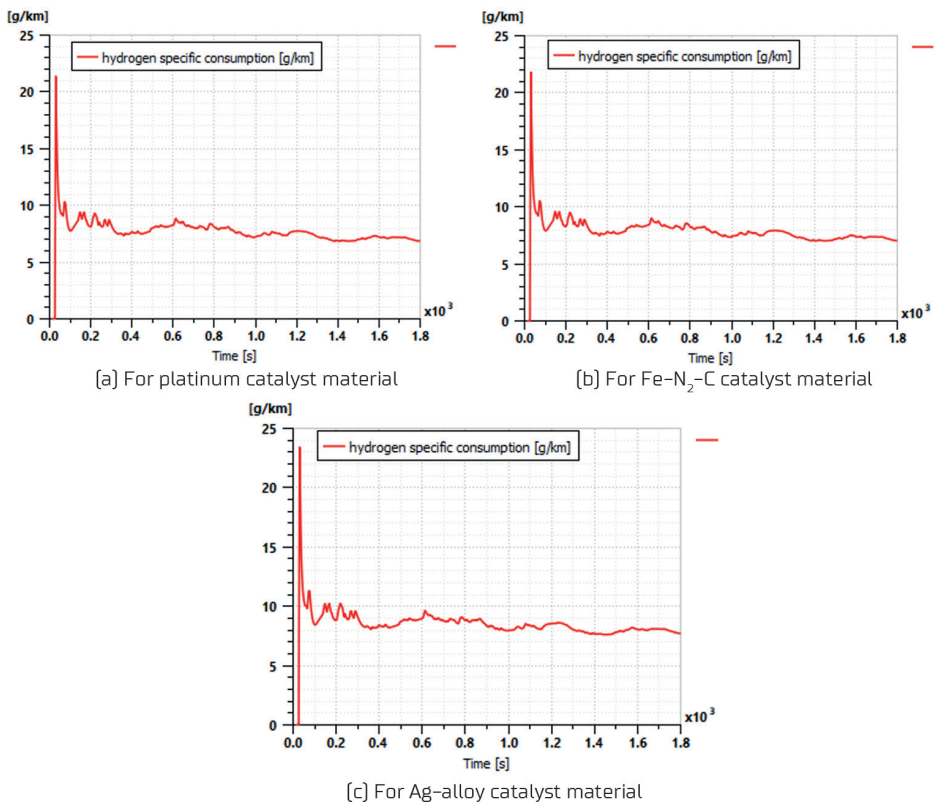 [g/km]
25
20
15
10
5
0
hydrogen specific consumption [g/km]
x10³
0.0 0.2 0.4 0.6 0.8 1.0 1.2 1.4 1.6 1.8
Time [s]
(a) For platinum catalyst material
[g/km]
25
20
15
10
5
0
hydrogen specific consumption [g/km]
x10³
0.0 0.2 0.4 0.6 0.8 1.0 1.2 1.4 1.6 1.8
Time [s]
(b) For Fe–N₂–C catalyst material
[g/km]
25
20
15
10
5
0
hydrogen specific consumption [g/km]
x10³
0.0 0.2 0.4 0.6 0.8 1.0 1.2 1.4 1.6 1.8
Time [s]
(c) For Ag–alloy catalyst material